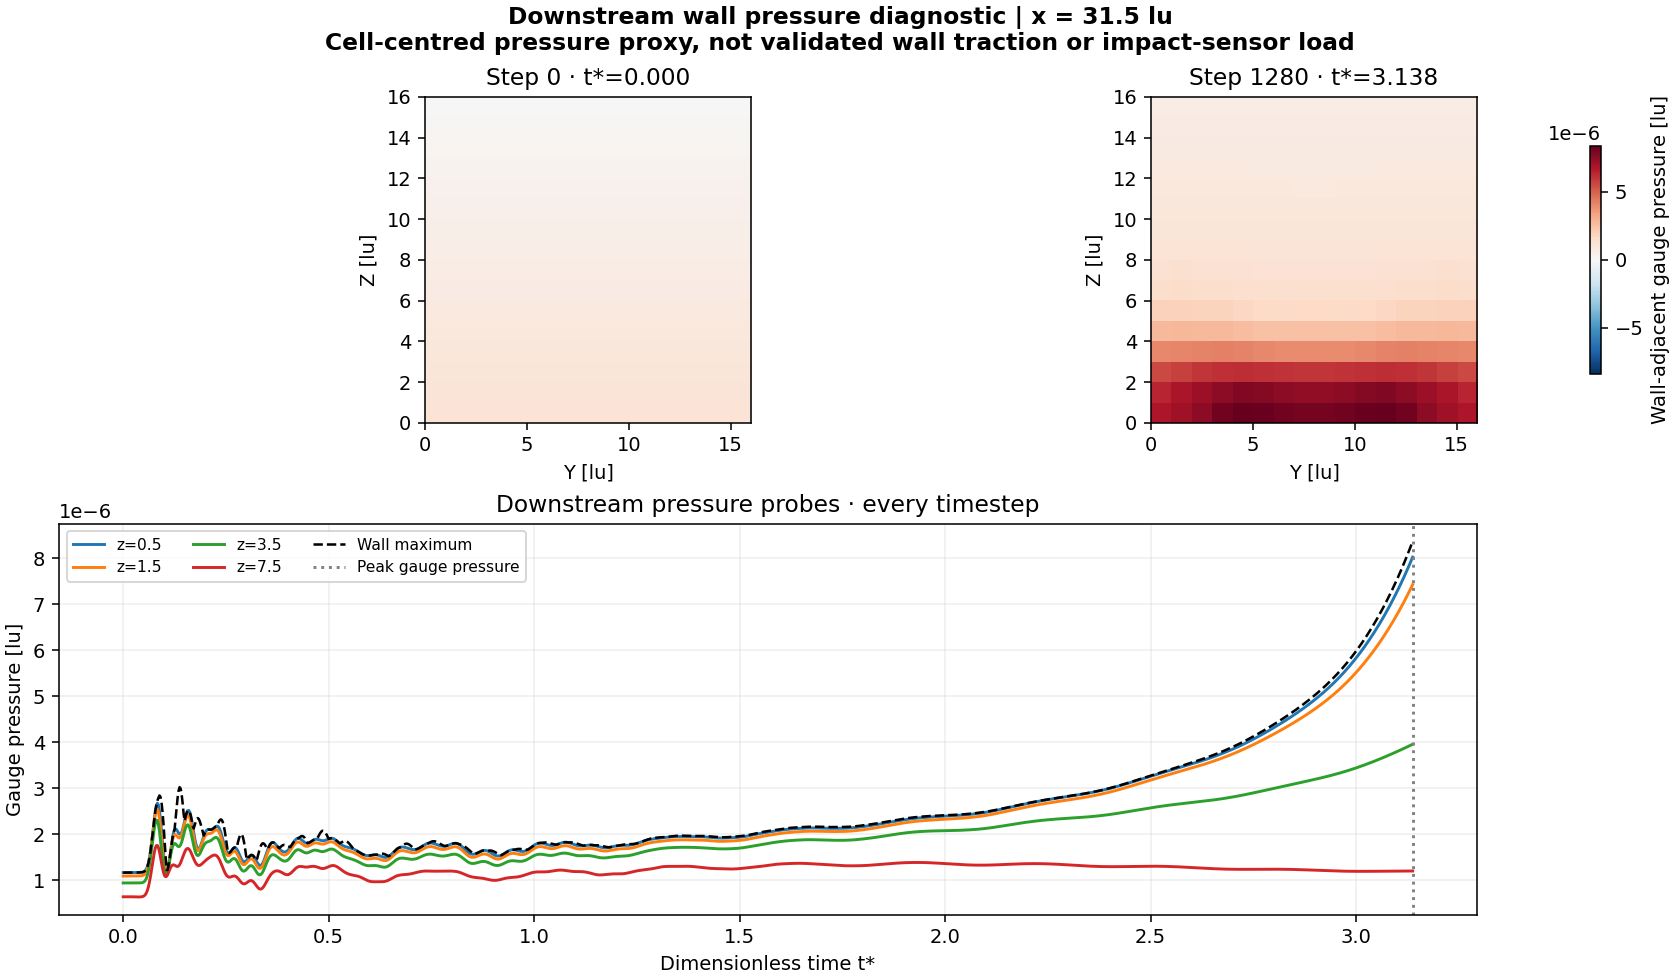 Downstream wall pressure diagnostic | x = 31.5 lu
Cell-centred pressure proxy, not validated wall traction or impact-sensor load
Step 0 · t*=0.000
16
14
12
10
8
6
4
2
0
Z [lu]
0 5 10 15
Y [lu]
Step 1280 · t*=3.138
16
14
12
10
8
6
4
2
0
Z [lu]
0 5 10 15
Y [lu]
1e−6
5
0
−5
Wall-adjacent gauge pressure [lu]
Downstream pressure probes · every timestep
1e−6
8
7
6
5
4
3
2
1
Gauge pressure [lu]
z=0.5
z=1.5
z=3.5
z=7.5
Wall maximum
Peak gauge pressure
0.0 0.5 1.0 1.5 2.0 2.5 3.0
Dimensionless time t*